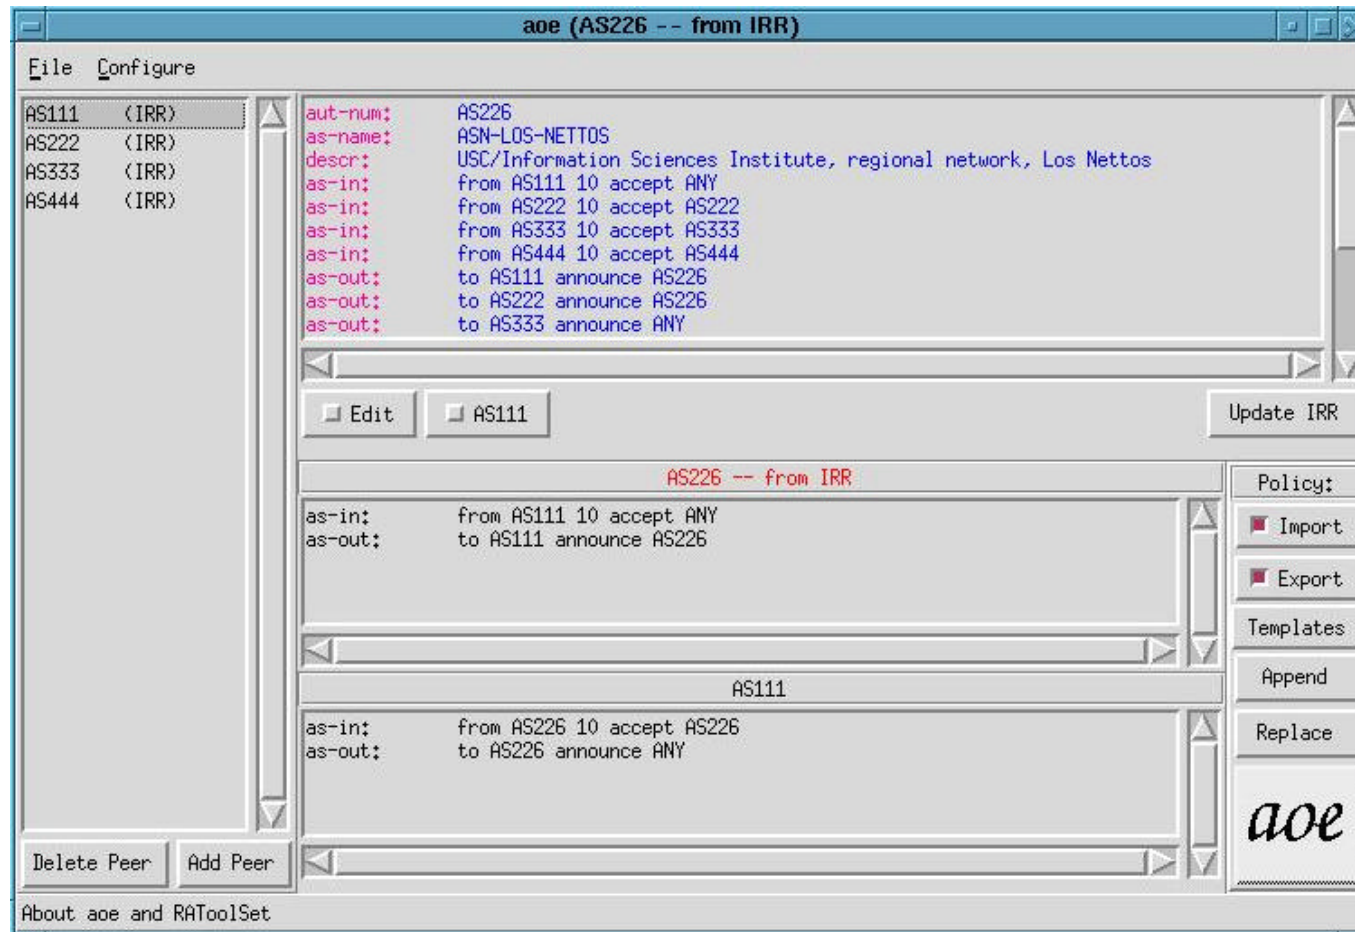 aoe (AS226 -- from IRR)
File Configure
AS111 (IRR)
AS222 (IRR)
AS333 (IRR)
AS444 (IRR)
aut-num: AS226
as-name: ASN-LOS-NETTOS
descr: USC/Information Sciences Institute, regional network, Los Nettos
as-in: from AS111 10 accept ANY
as-in: from AS222 10 accept AS222
as-in: from AS333 10 accept AS333
as-in: from AS444 10 accept AS444
as-out: to AS111 announce AS226
as-out: to AS222 announce AS226
as-out: to AS333 announce ANY
Edit AS111 Update IRR
AS226 -- from IRR
as-in: from AS111 10 accept ANY
as-out: to AS111 announce AS226
AS111
as-in: from AS226 10 accept AS226
as-out: to AS226 announce ANY
Policy:
Import
Export
Templates
Append
Replace
aoe
Delete Peer Add Peer
About aoe and RAToolSet